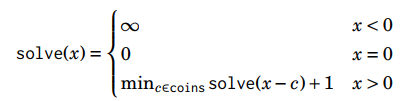 ∞ x < 0
solve(x) = { 0 x = 0
min_{c∈coins} solve(x − c) + 1 x > 0